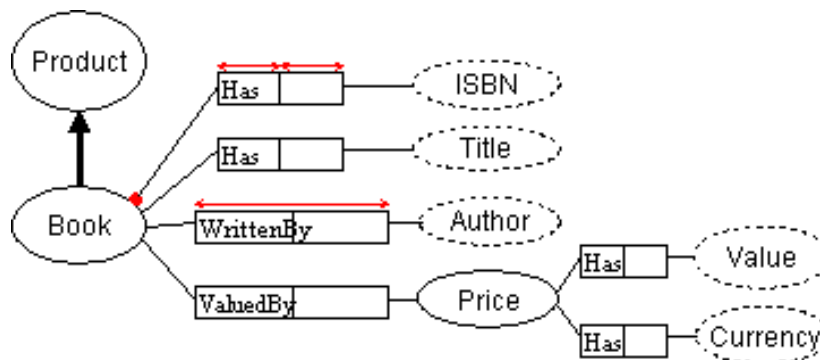 Product
Has
ISBN
Has
Title
Book
WrittenBy
Author
Has
Value
ValuedBy
Price
Has
Currency